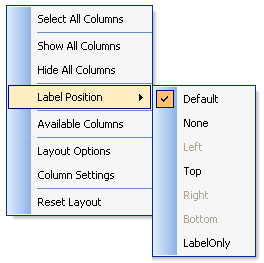 Select All Columns
Show All Columns
Hide All Columns
Label Position
Available Columns
Layout Options
Column Settings
Reset Layout
Default
None
Left
Top
Right
Bottom
LabelOnly